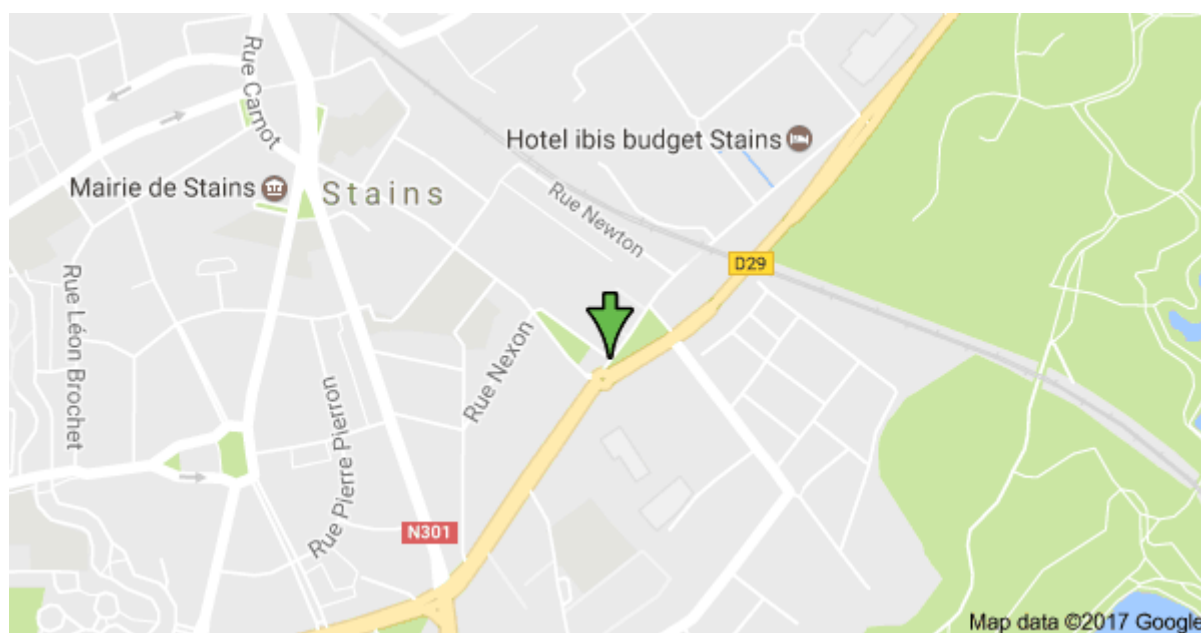 Rue Carnot
Hotel ibis budget Stains
Mairie de Stains
Stains
Rue Newton
D29
Rue Léon Brochet
Rue Nexon
Rue Pierre Pierron
N301
Map data ©2017 Google